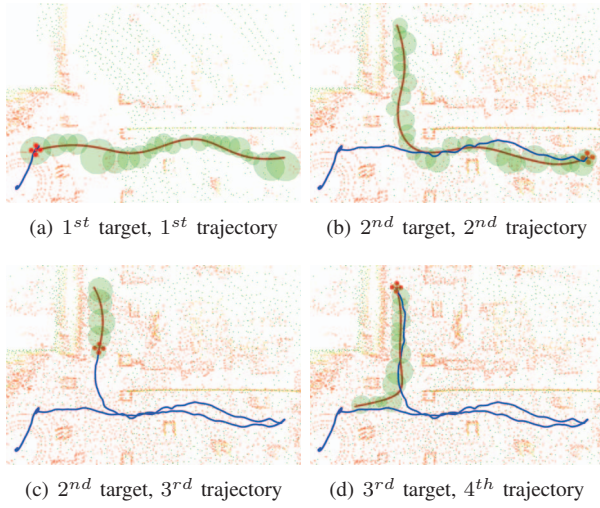 (a) 1st target, 1st trajectory
(b) 2nd target, 2nd trajectory
(c) 2nd target, 3rd trajectory
(d) 3rd target, 4th trajectory